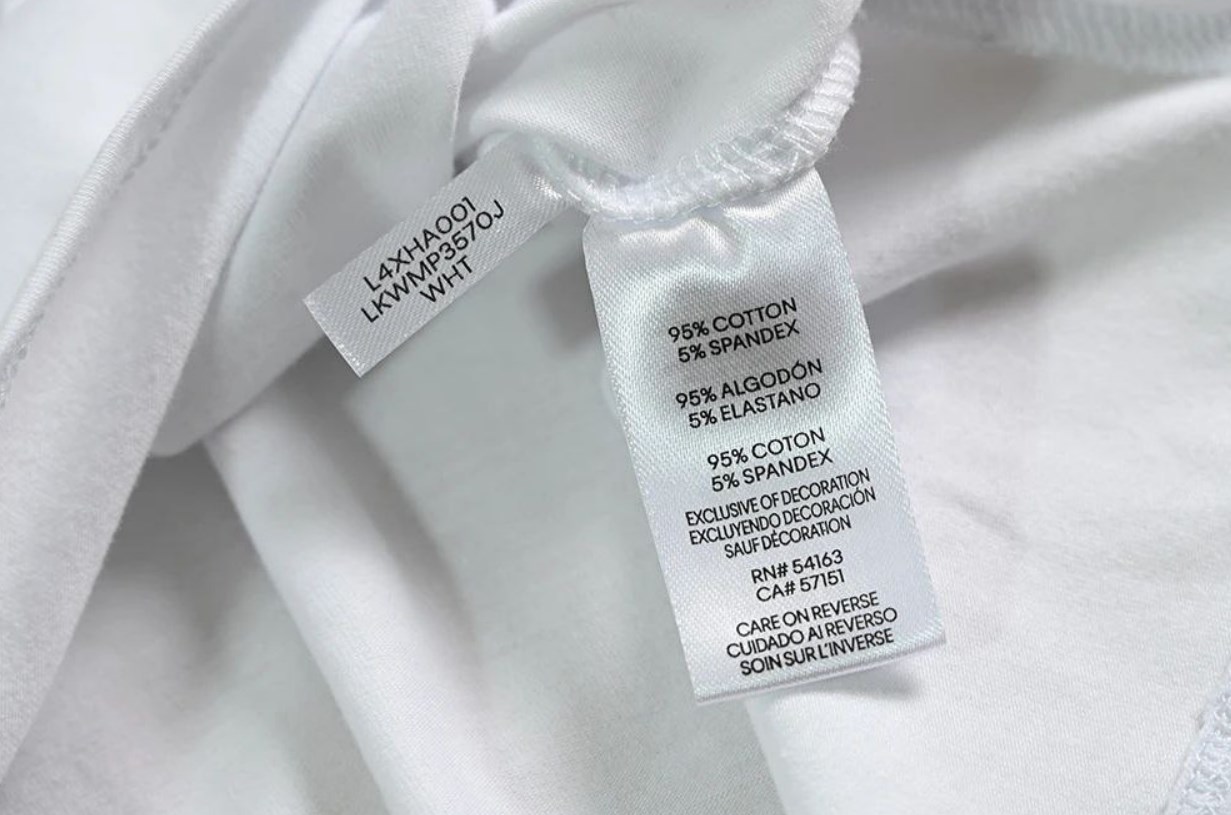 L4XHA001
LKWMP3570J
WHT
95% COTTON
5% SPANDEX
95% ALGODÓN
5% ELASTANO
95% COTON
5% SPANDEX
EXCLUSIVE OF DECORATION
EXCLUYENDO DECORACIÓN
SAUF DÉCORATION
RN# 54163
CA# 57151
CARE ON REVERSE
CUIDADO AI REVERSO
SOIN SUR L'INVERSE